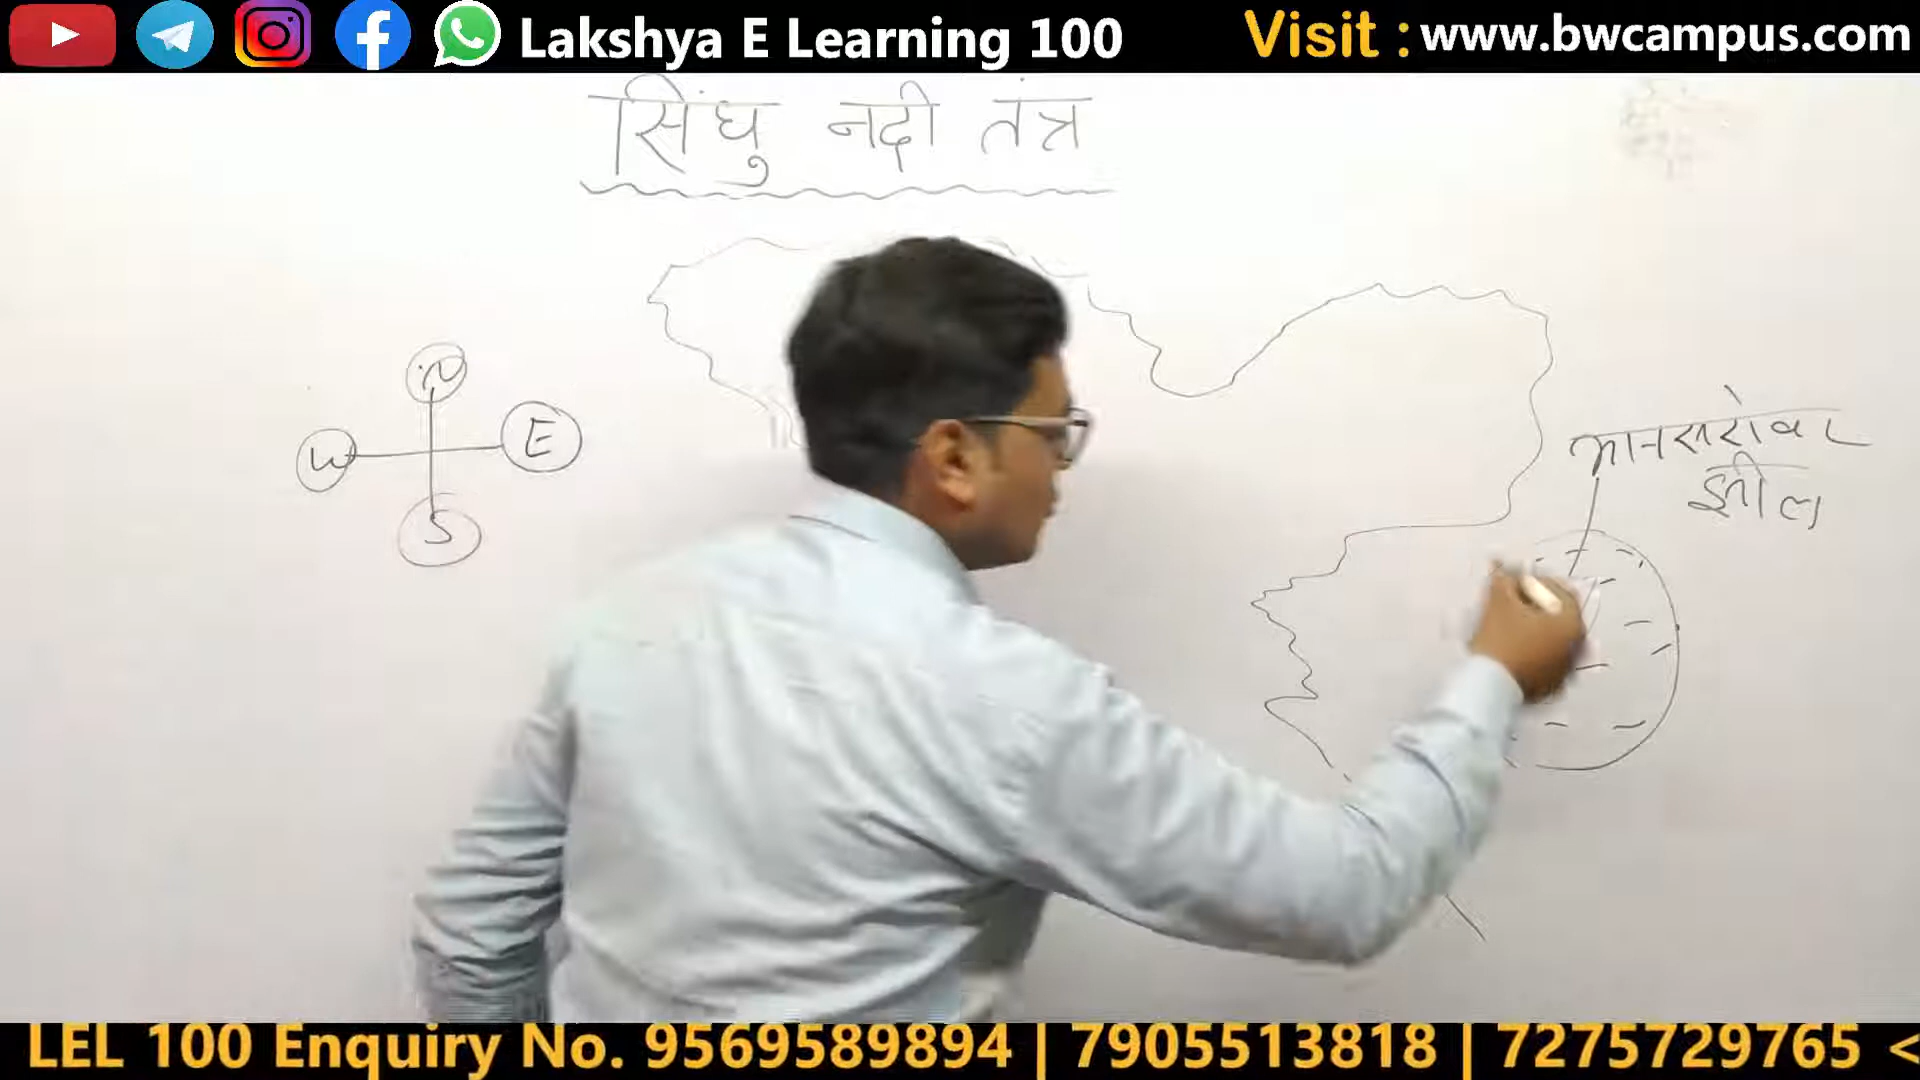 Lakshya E Learning 100
Visit : www.bwcampus.com
सिंधु नदी तंत्र
N
W
E
S
मानसरोवर
झील
LEL 100 Enquiry No. 9569589894 | 7905513818 | 7275729765 <